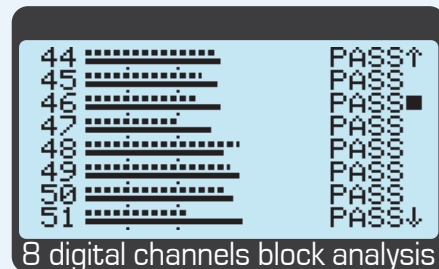 44 PASS↑
45 PASS
46 PASS■
47 PASS
48 PASS
49 PASS
50 PASS
51 PASS↓
8 digital channels block analysis